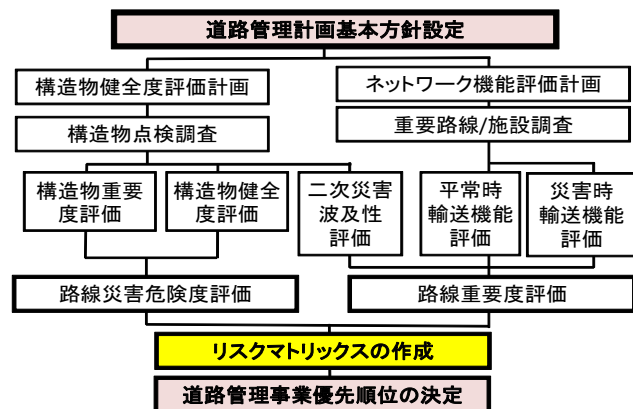 道路管理計画基本方針設定
構造物健全度評価計画
ネットワーク機能評価計画
構造物点検調査
重要路線/施設調査
構造物重要
度評価
構造物健全
度評価
二次災害
波及性
評価
平常時
輸送機能
評価
災害時
輸送機能
評価
路線災害危険度評価
路線重要度評価
リスクマトリックスの作成
道路管理事業優先順位の決定